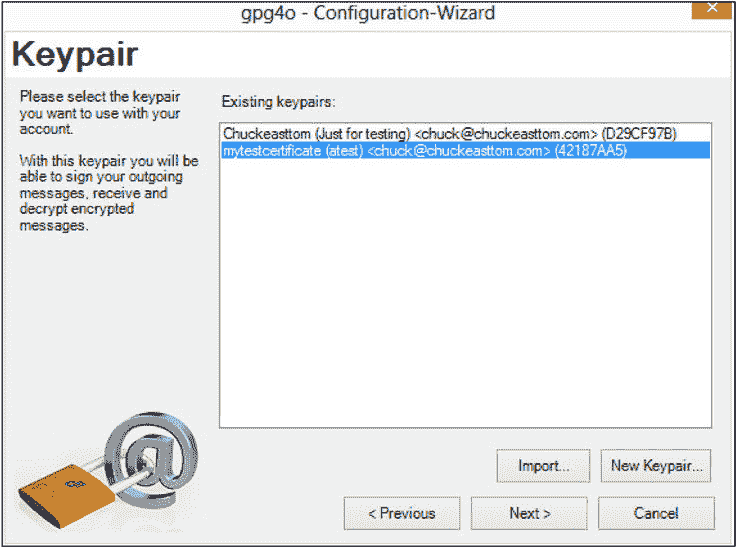 gpg4o - Configuration-Wizard
Keypair
Please select the keypair
you want to use with your
account.
With this keypair you will be
able to sign your outgoing
messages, receive and
decrypt encrypted
messages.
Existing keypairs:
Chuckeasttom (Just for testing) <chuck@chuckeasttom.com> (D29CF97B)
mytestcertificate (atest) <chuck@chuckeasttom.com> (42187AA5)
Import...
New Keypair...
< Previous
Next >
Cancel